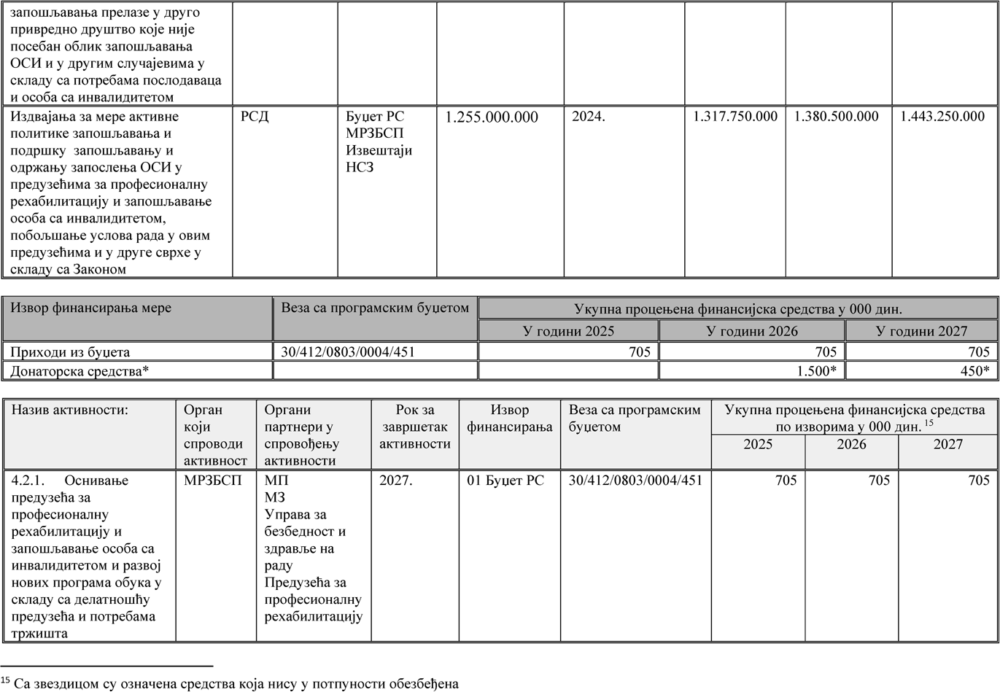 запошљавања прелазе у друго
привредно друштво које није
посебан облик запошљавања
ОСИ и у другим случајевима у
складу са потребама послодаваца
и особа са инвалидитетом
Издвајања за мере активне
политике запошљавања и
подршку запошљавању и
одржању запослења ОСИ у
предузећима за професионалну
рехабилитацију и запошљавање
особа са инвалидитетом,
побољшање услова рада у овим
предузећима и у друге сврхе у
складу са Законом
РСД
Буџет РС
МРЗБСП
Извештаји
НСЗ
1.255.000.000
2024.
1.317.750.000
1.380.500.000
1.443.250.000
Извор финансирања мере
Веза са програмским буџетом
Укупна процењена финансијска средства у 000 дин.
У години 2025
У години 2026
У години 2027
Приходи из буџета
30/412/0803/0004/451
705
705
705
Донаторска средства*
1.500*
450*
Назив активности:
Орган
који
спроводи
активност
Органи
партнери у
спровођењу
активности
Рок за
завршетак
активности
Извор
финансирања
Веза са програмским
буџетом
Укупна процењена финансијска средства
по изворима у 000 дин. 15
2025
2026
2027
4.2.1. Оснивање
предузећа за
професионалну
рехабилитацију и
запошљавање особа са
инвалидитетом и развој
нових програма обука у
складу са делатношћу
предузећа и потребама
тржишта
МРЗБСП
МП
МЗ
Управа за
безбедност и
здравље на
раду
Предузећа за
професионалну
рехабилитацију
2027.
01 Буџет РС
30/412/0803/0004/451
705
705
705
15 Са звездицом су означена средства која нису у потпуности обезбеђена